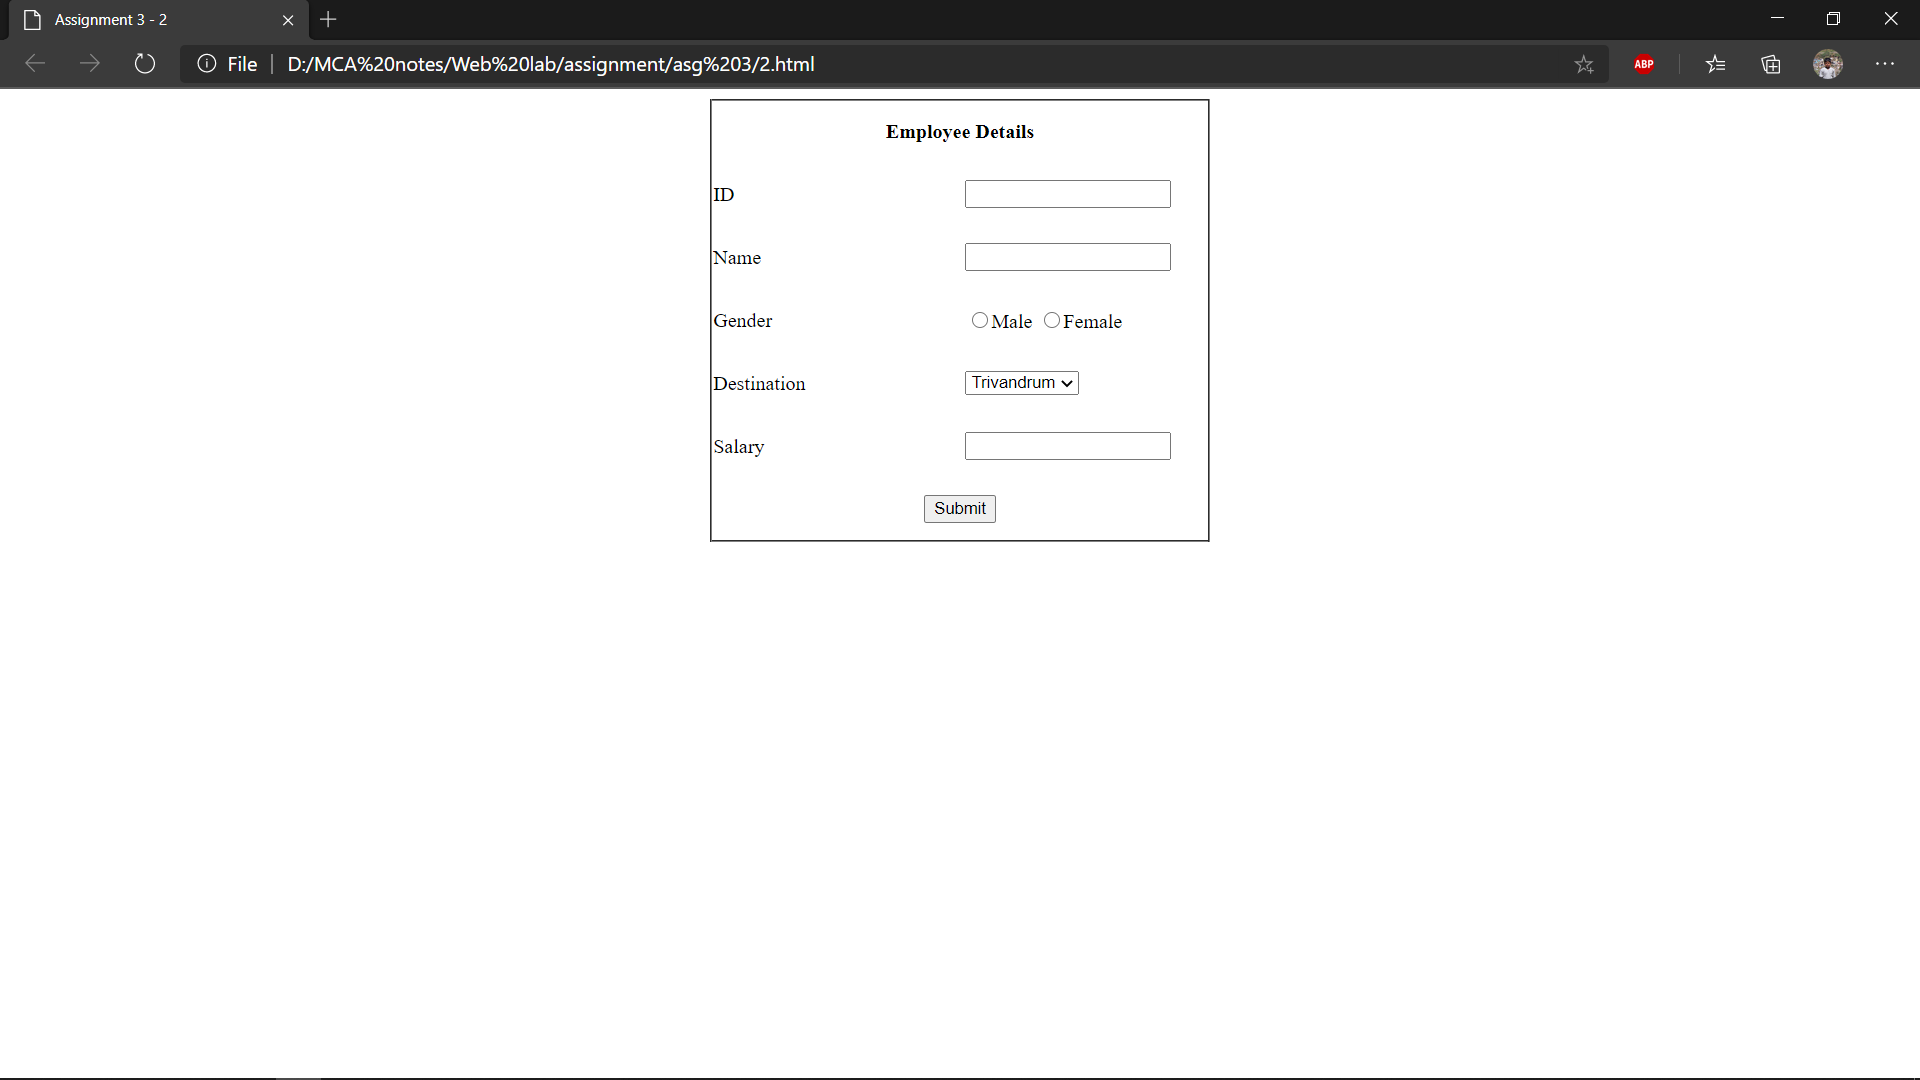 Assignment 3 - 2
File D:/MCA%20notes/Web%20lab/assignment/asg%203/2.html
ABP
Employee Details
ID
Name
Gender Male Female
Destination Trivandrum
Salary
Submit